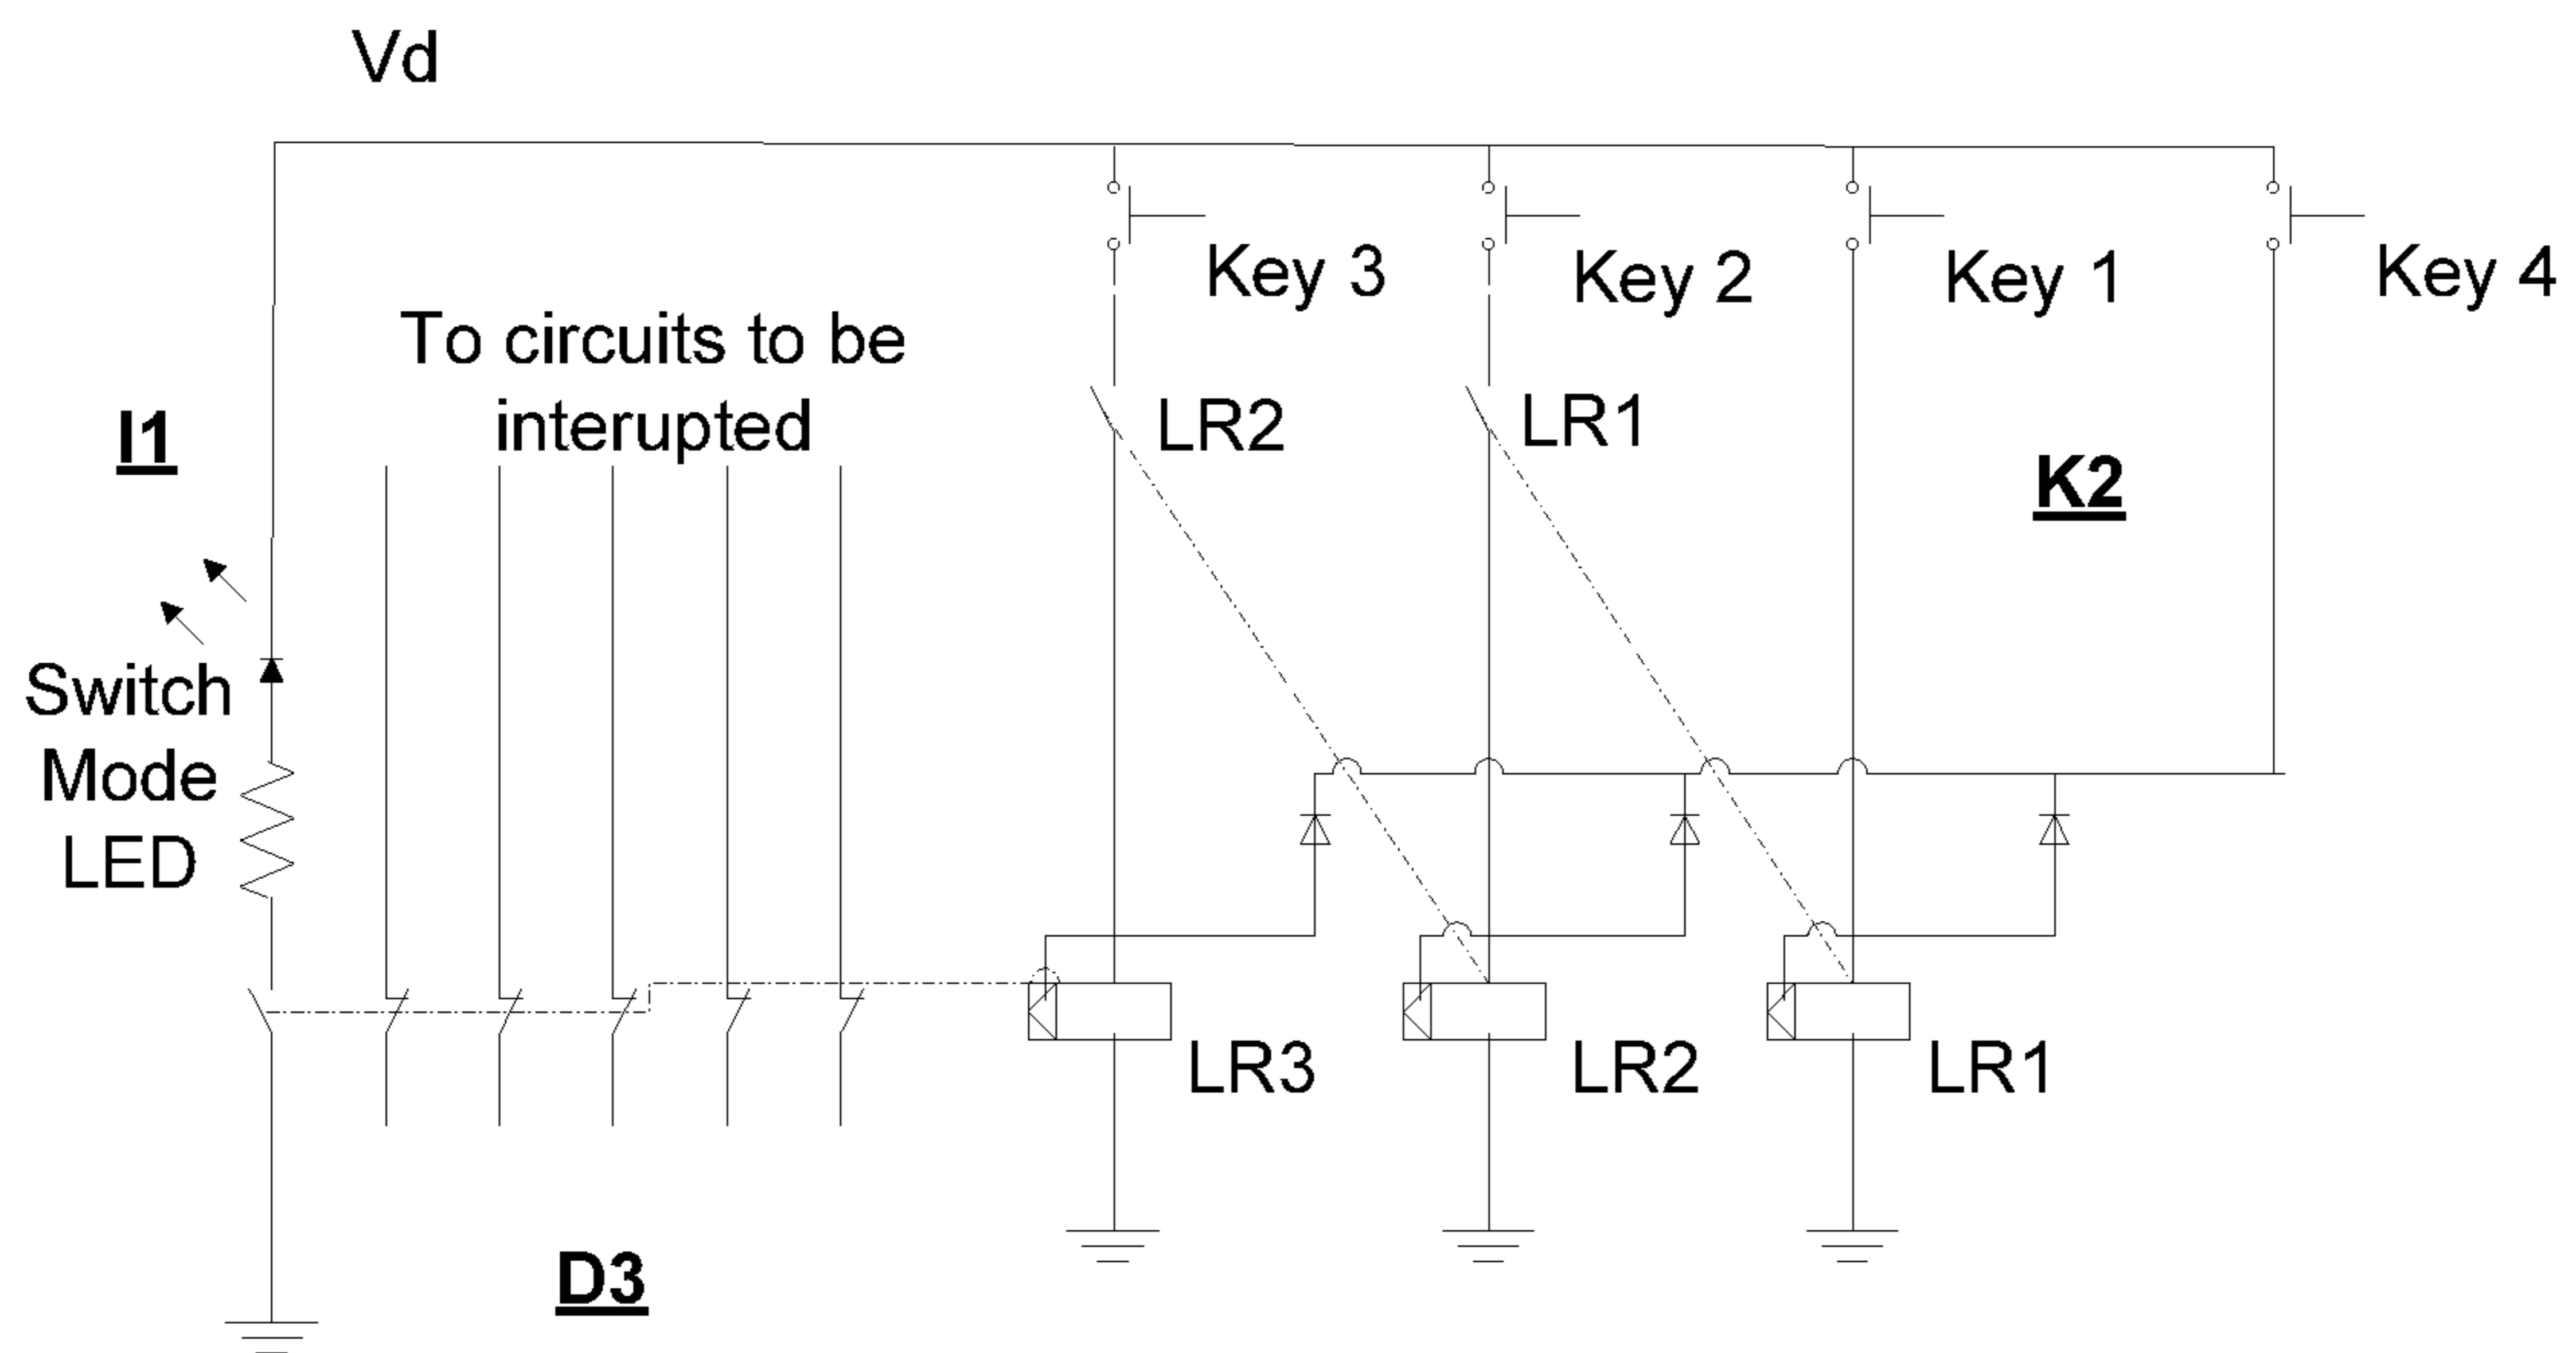 Vd
Key 3
Key 2
Key 1
Key 4
To circuits to be
interupted
LR2
LR1
I1
K2
Switch
Mode
LED
LR3
LR2
LR1
D3